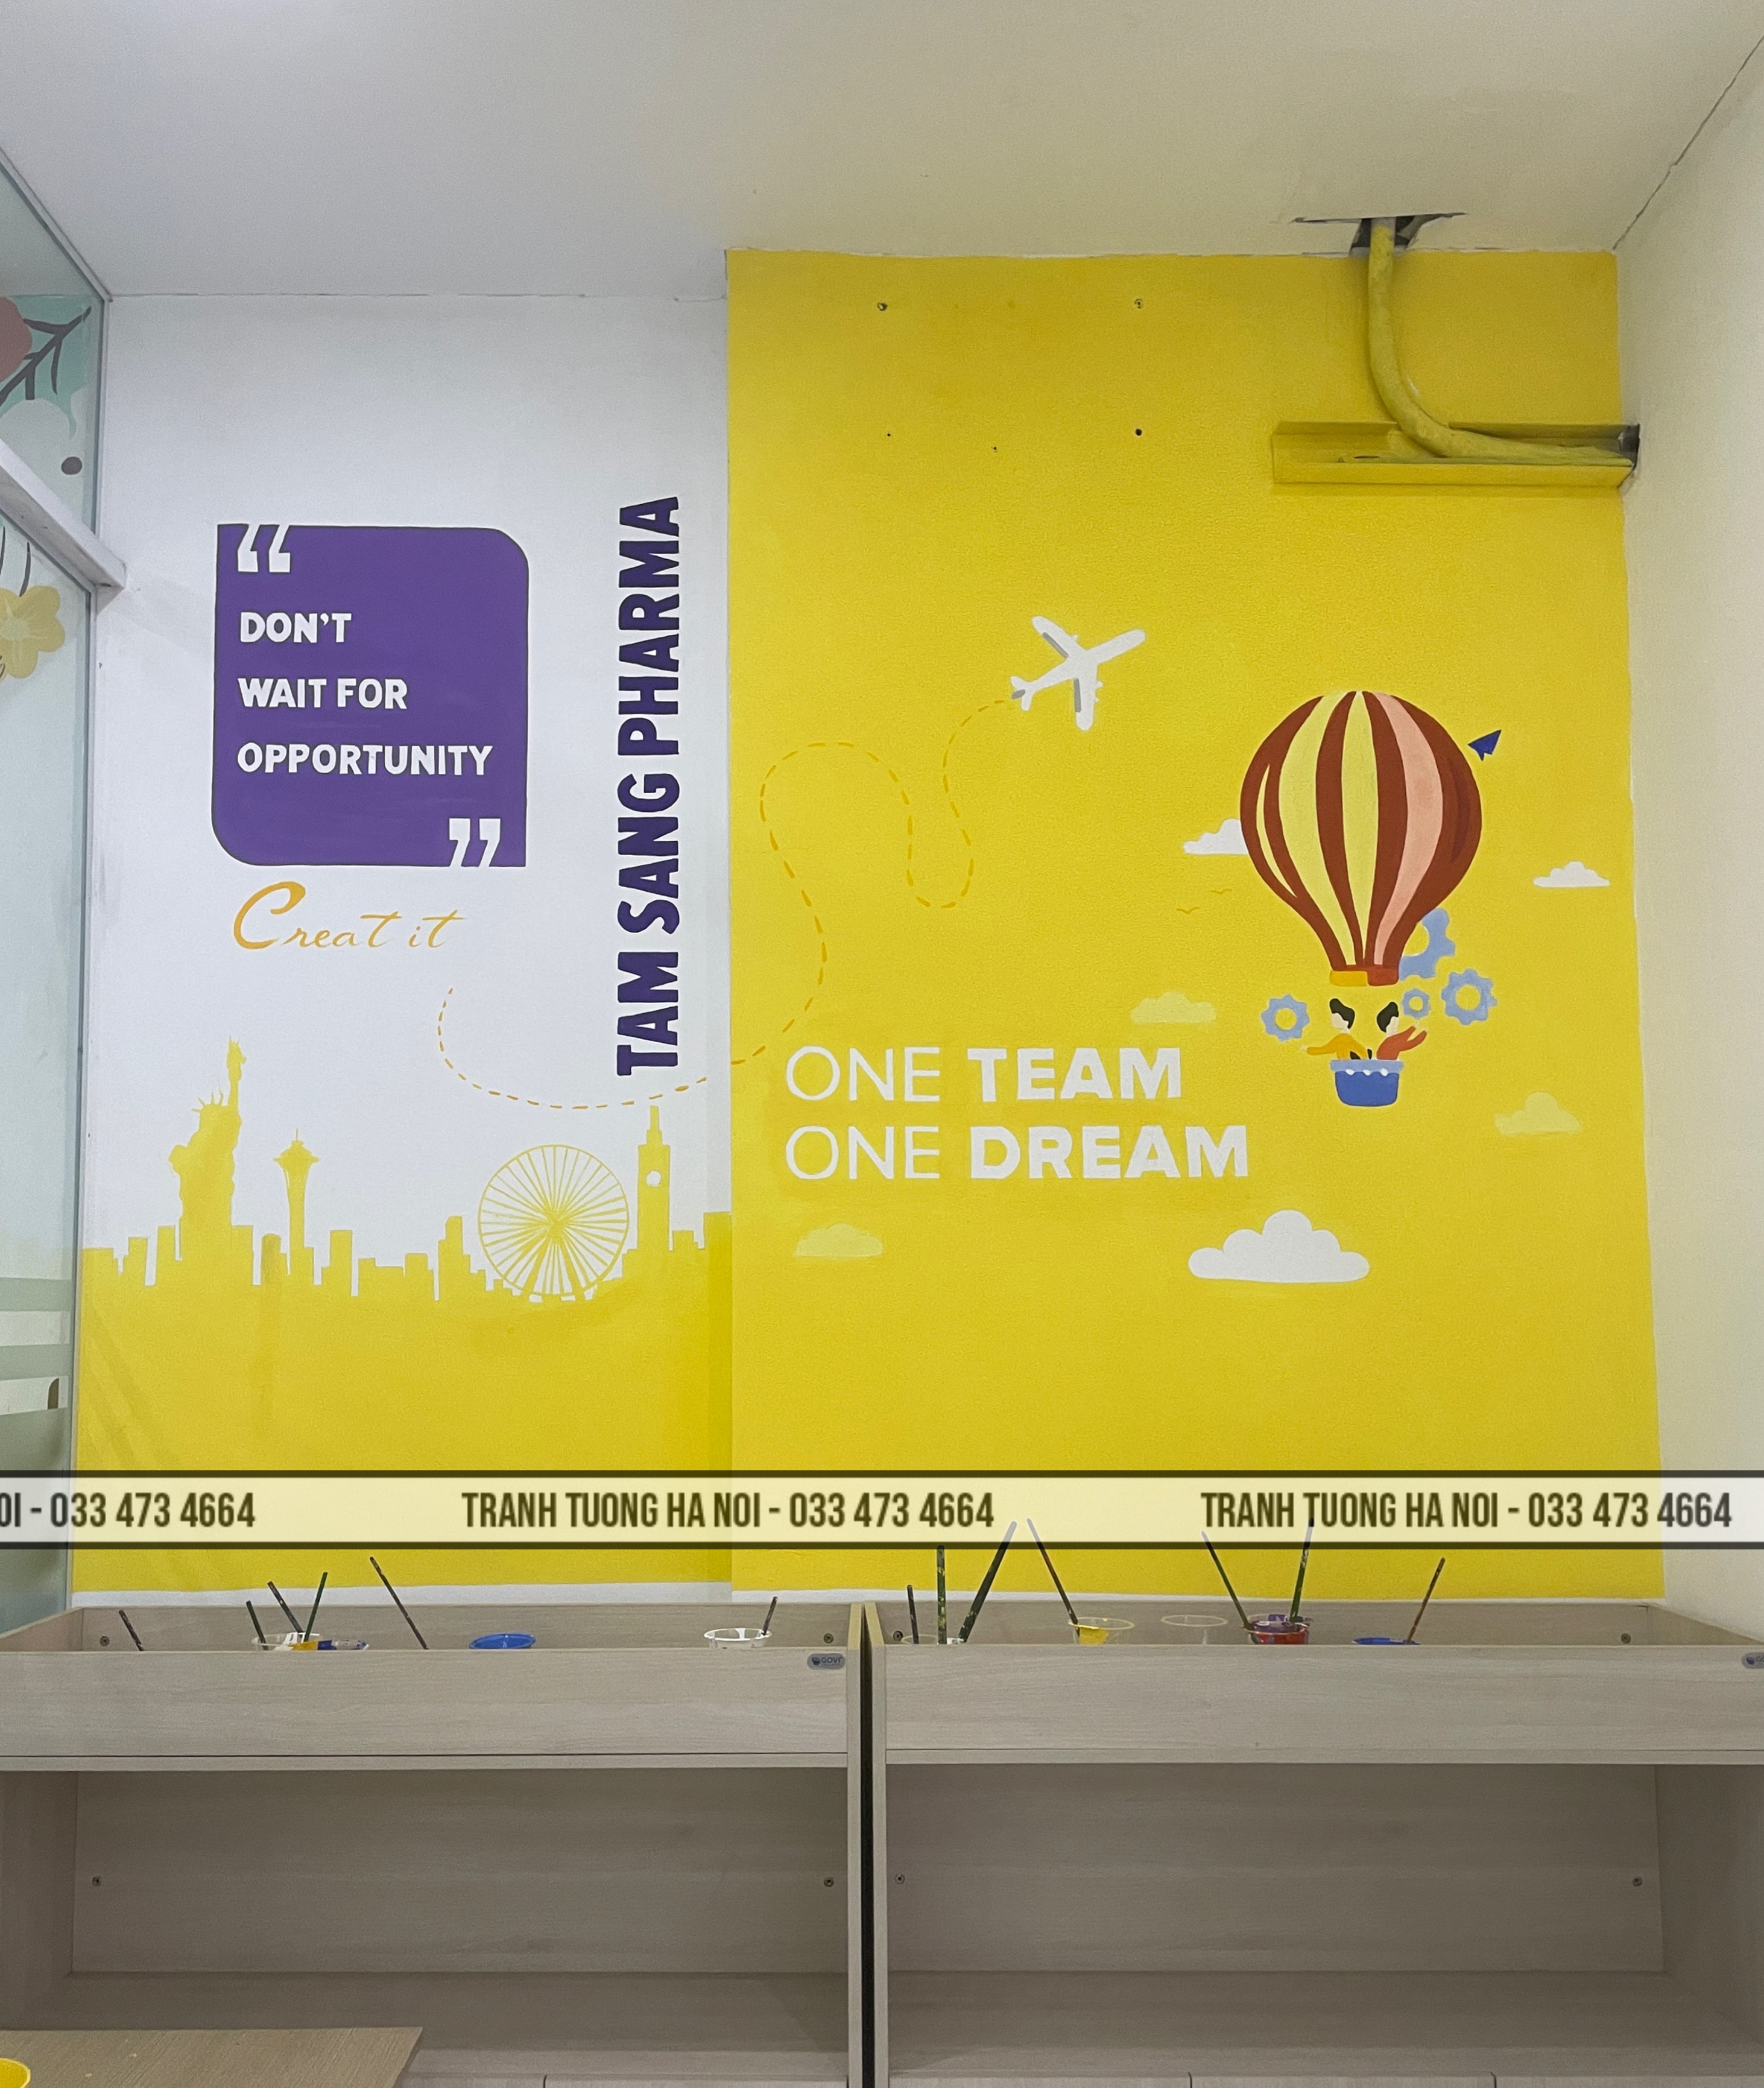 “
DON’T
WAIT FOR
OPPORTUNITY
”
Creat it
TAM SANG PHARMA
ONE TEAM
ONE DREAM
OI - 033 473 4664
TRANH TUONG HA NOI - 033 473 4664
TRANH TUONG HA NOI - 033 473 4664
GOVI